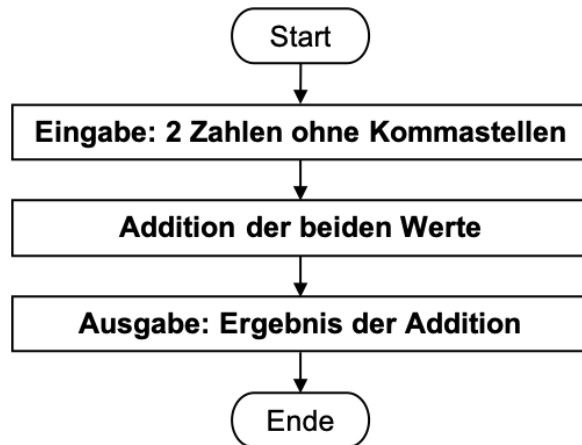 Start
Eingabe: 2 Zahlen ohne Kommastellen
Addition der beiden Werte
Ausgabe: Ergebnis der Addition
Ende